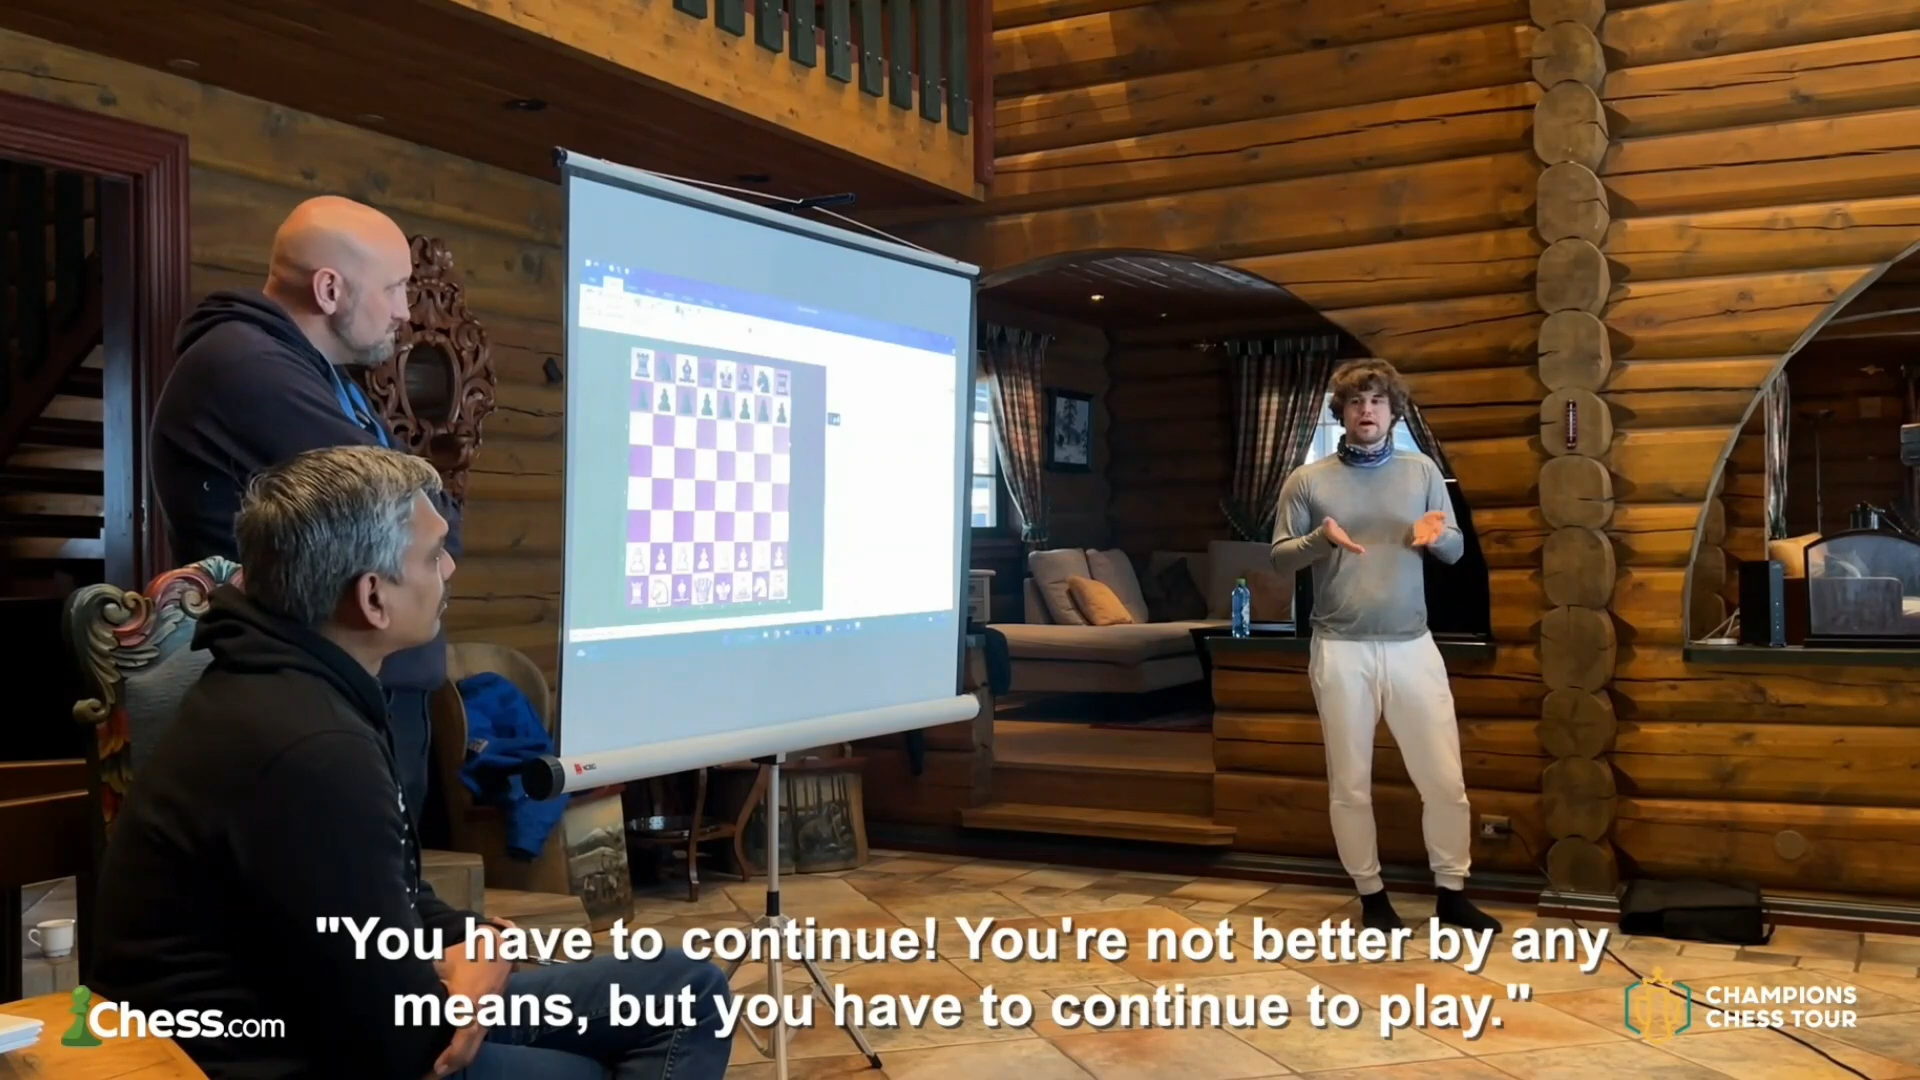 "You have to continue! You're not better by any
means, but you have to continue to play."
Chess.com
CHAMPIONS
CHESS TOUR